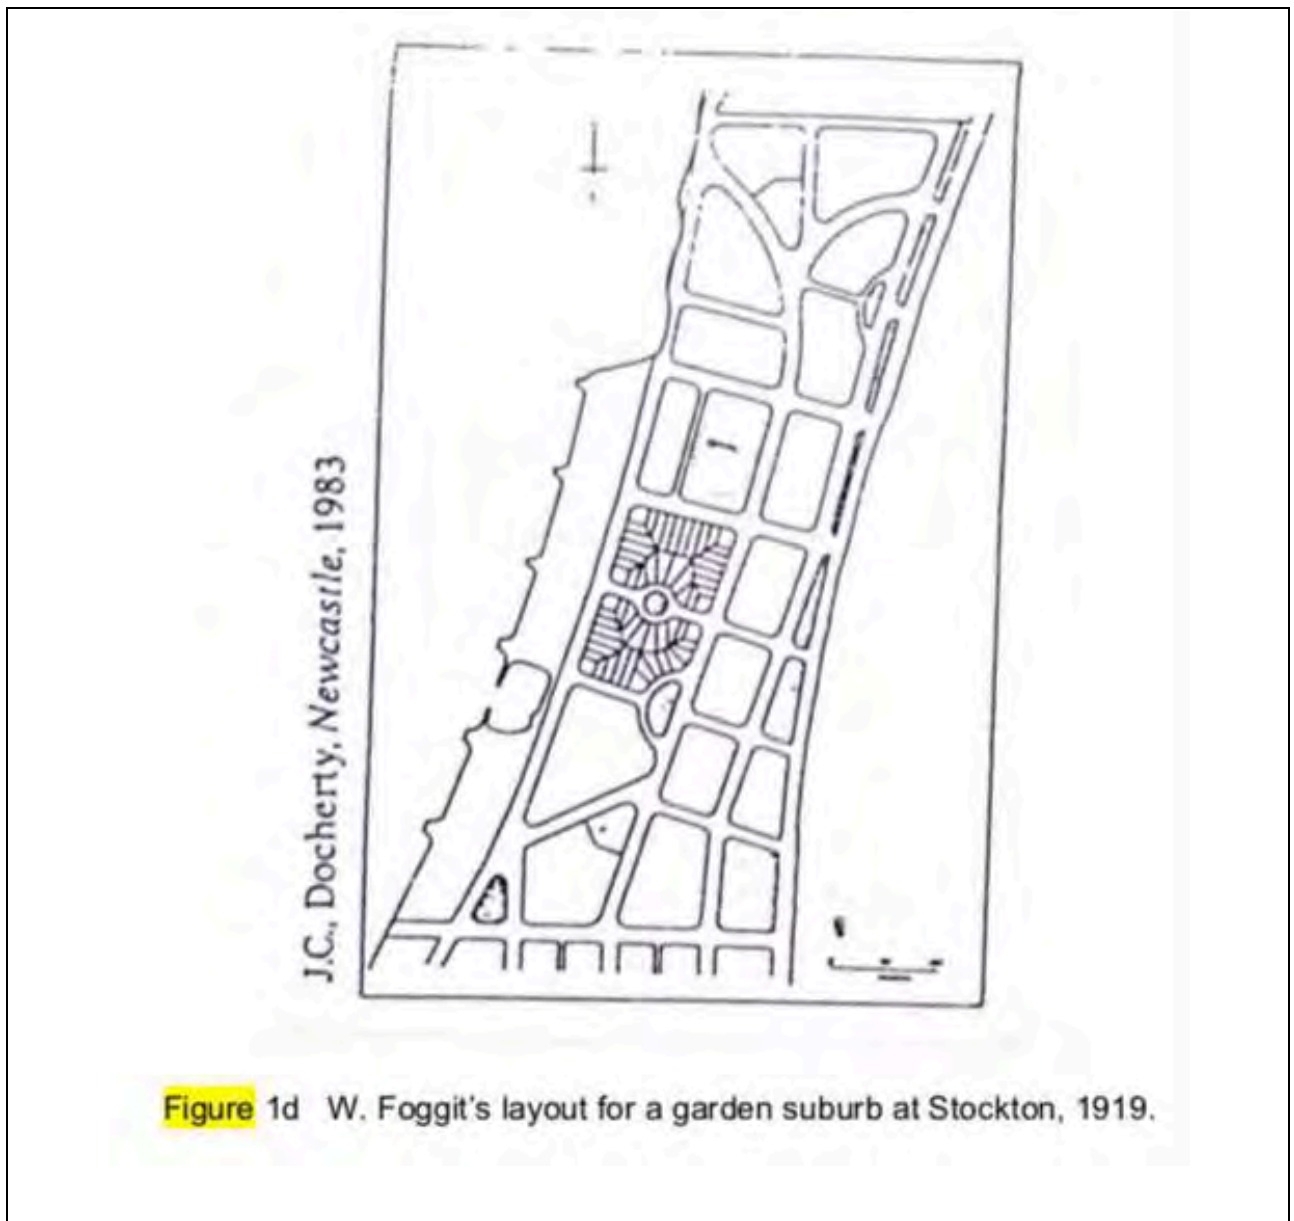 J.C., Docherty, Newcastle, 1983
Figure 1d W. Foggit's layout for a garden suburb at Stockton, 1919.